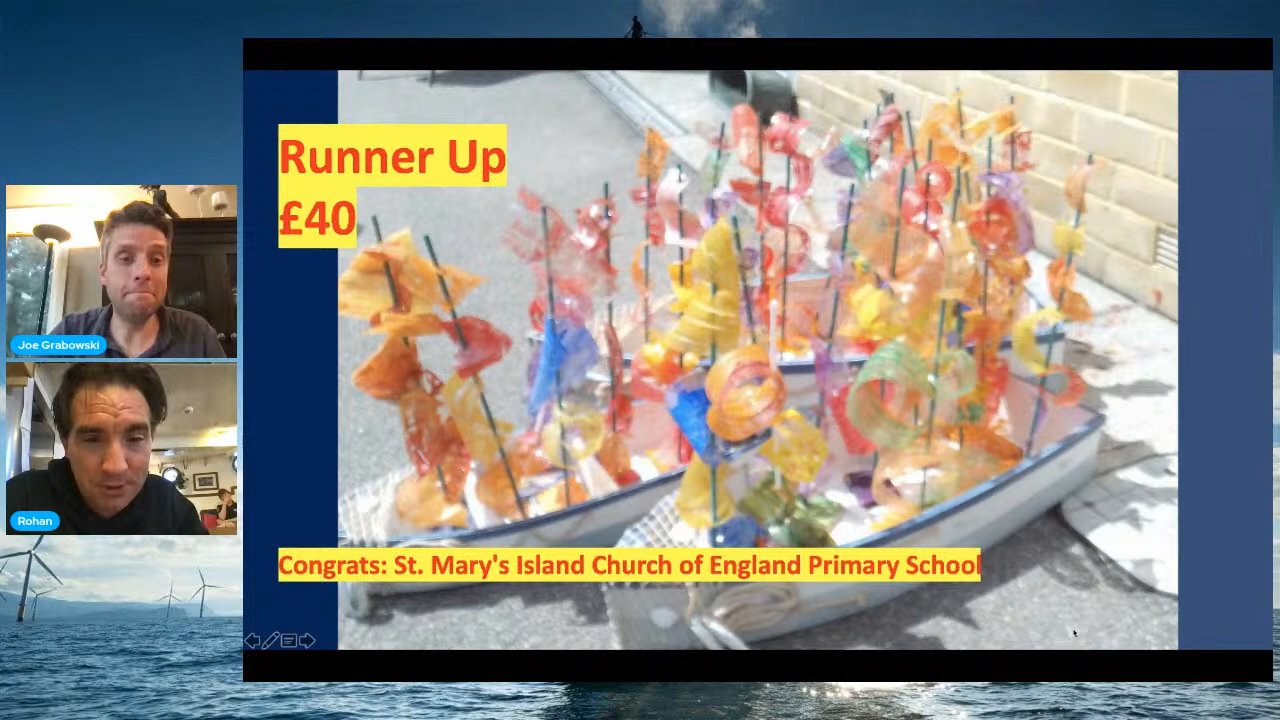 Runner Up
£40
Joe Grabowski
Rohan
Congrats: St. Mary's Island Church of England Primary School